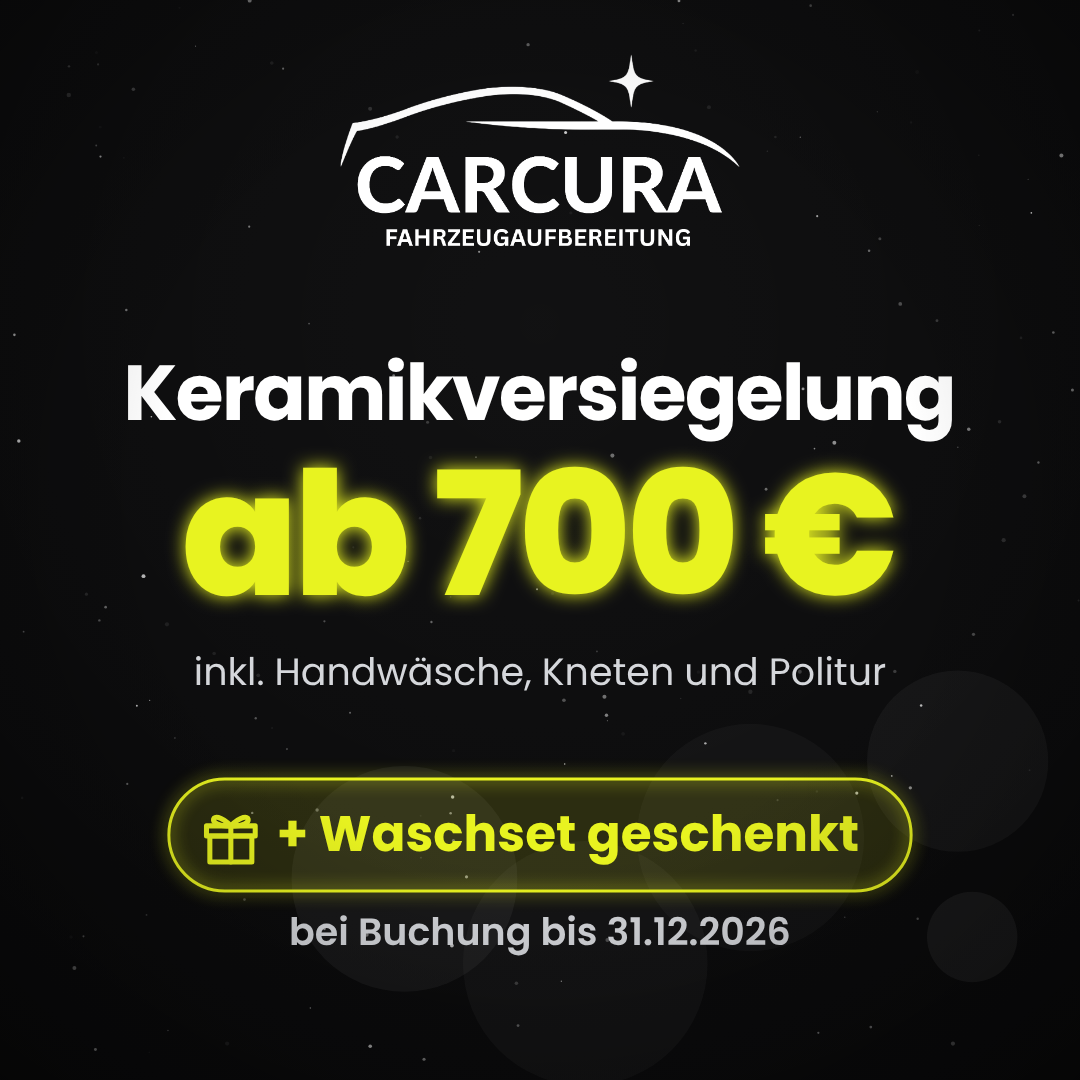 CARCURA
FAHRZEUGAUFBEREITUNG
Keramikversiegelung
ab 700 €
inkl. Handwäsche, Kneten und Politur
+ Waschset geschenkt
bei Buchung bis 31.12.2026